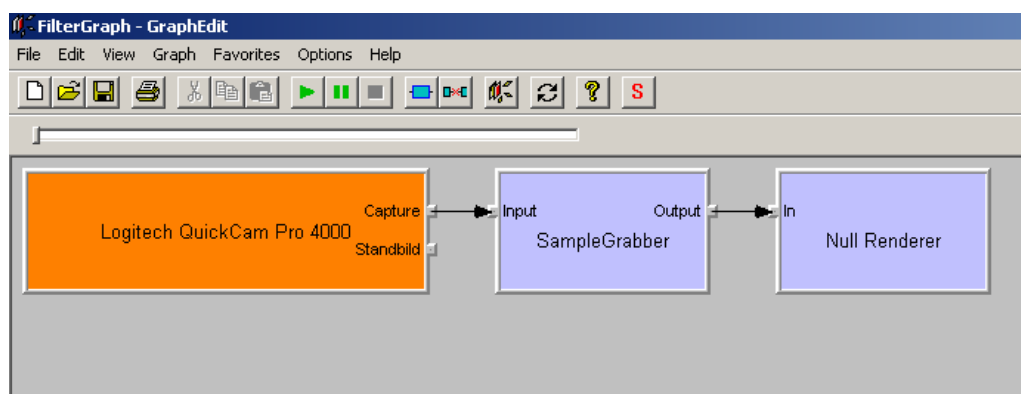 FilterGraph - GraphEdit
File Edit View Graph Favorites Options Help
S
Capture Input Output In
Logitech QuickCam Pro 4000 SampleGrabber Null Renderer
Standbild